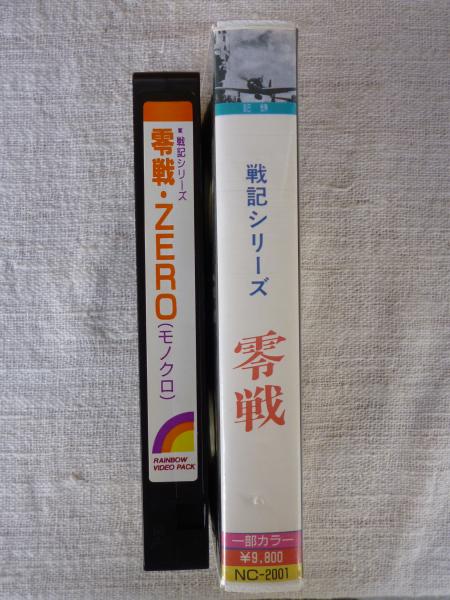 戦記シリーズ
零戦・ZERO(モノクロ)
RAINBOW
VIDEO PACK
記録
戦記シリーズ
零戦
一部カラー
¥9,800
NC-2001